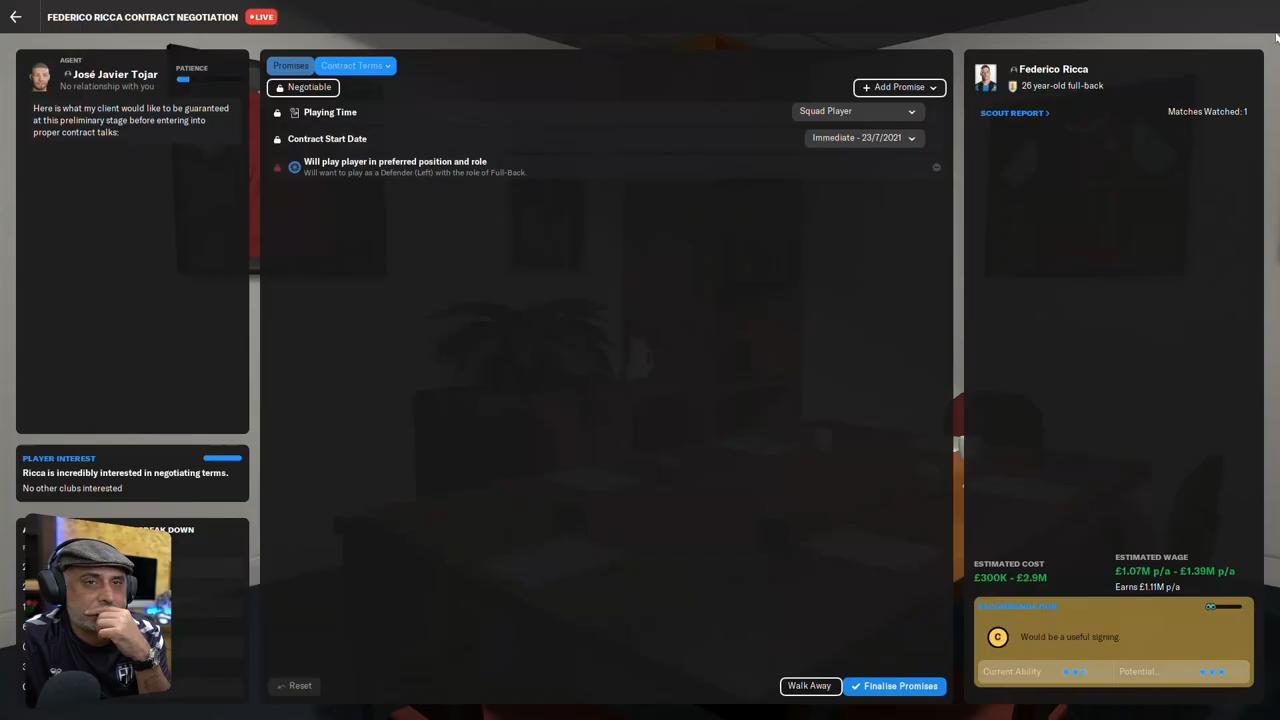 FEDERICO RICCA CONTRACT NEGOTIATION
LIVE
AGENT
José Javier Tojar
No relationship with you
PATIENCE
Here is what my client would like to be guaranteed
at this preliminary stage before entering into
proper contract talks:
PLAYER INTEREST
Ricca is incredibly interested in negotiating terms.
No other clubs interested
DOWN
Promises
Contract Terms
Negotiable
Add Promise
Playing Time
Squad Player
Contract Start Date
Immediate - 23/7/2021
Will play player in preferred position and role
Will want to play as a Defender (Left) with the role of Full-Back.
Reset
Walk Away
Finalise Promises
Federico Ricca
26 year-old full-back
SCOUT REPORT
Matches Watched: 1
ESTIMATED COST
£300K - £2.9M
ESTIMATED WAGE
£1.07M p/a - £1.39M p/a
Earns £1.11M p/a
RECOMMENDATION
C
Would be a useful signing.
Current Ability
Potential...